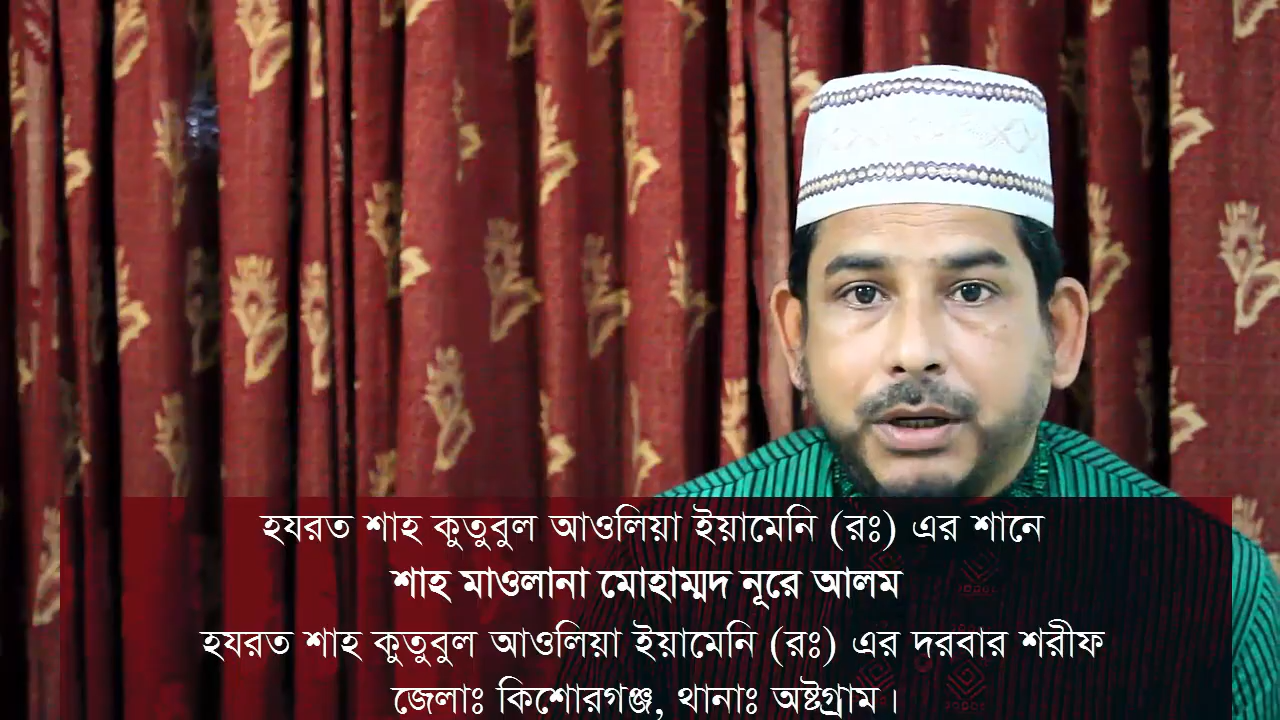 হযরত শাহ কুতুবুল আওলিয়া ইয়ামেনি (রঃ) এর শানে
শাহ মাওলানা মোহাম্মদ নূরে আলম
হযরত শাহ কুতুবুল আওলিয়া ইয়ামেনি (রঃ) এর দরবার শরীফ
জেলাঃ কিশোরগঞ্জ, থানাঃ অষ্টগ্রাম।